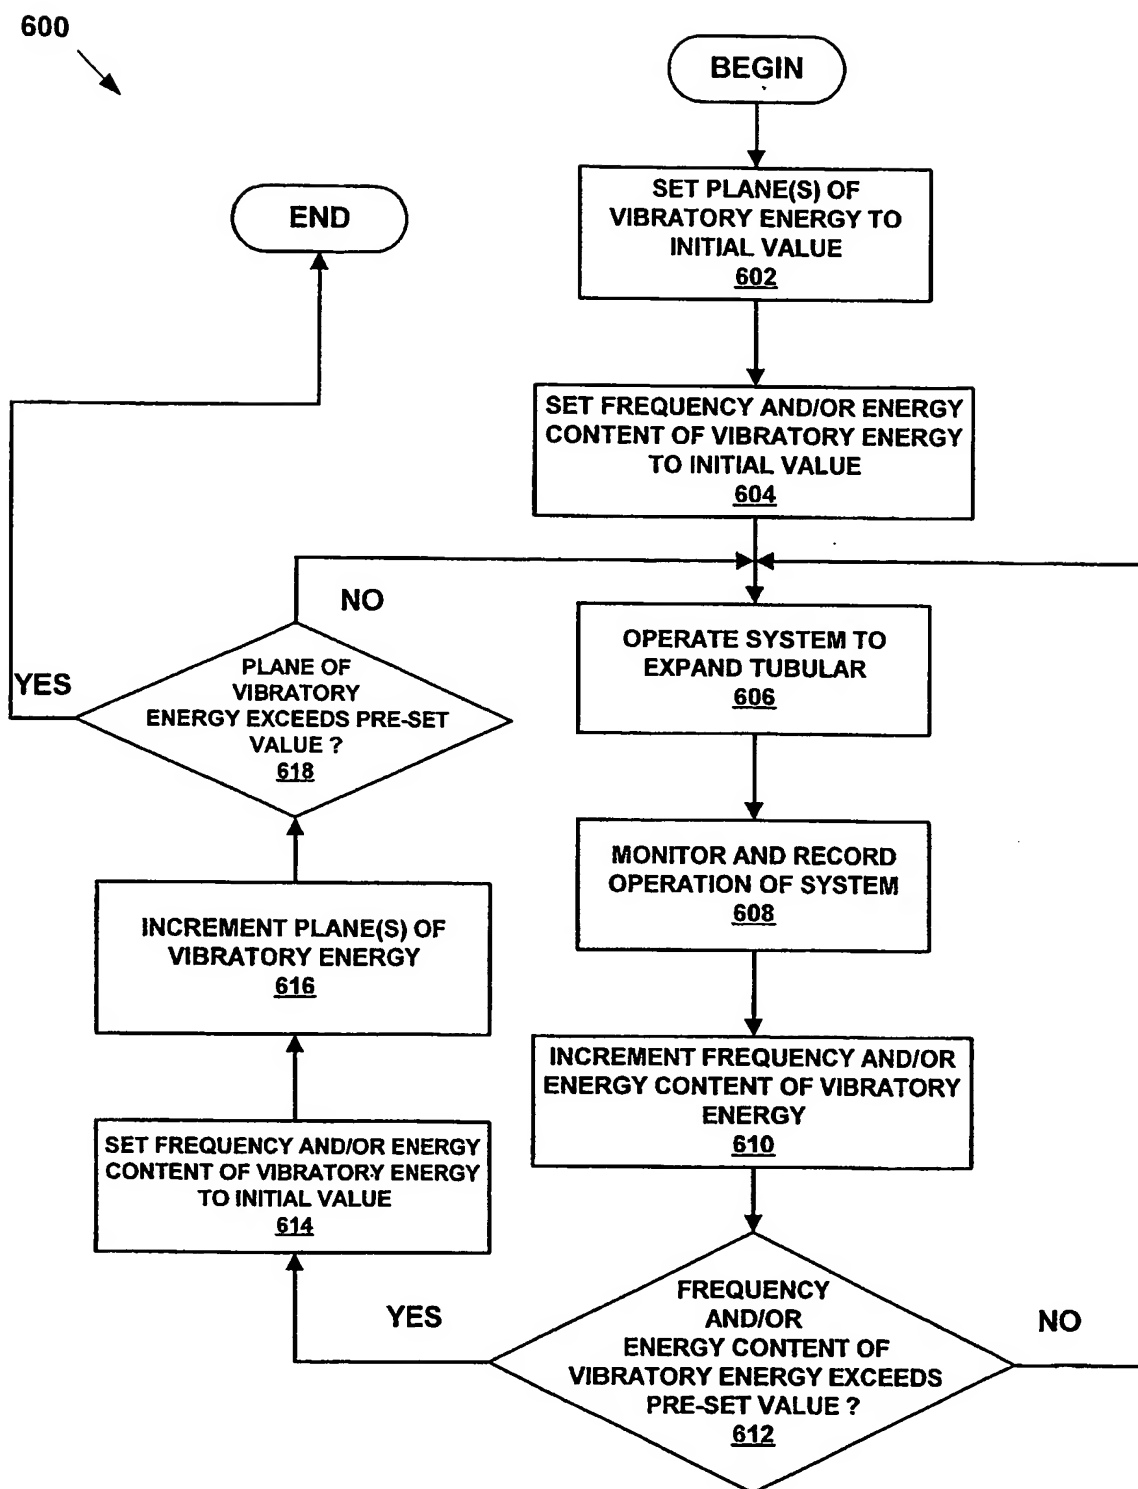 600
BEGIN
SET PLANE(S) OF
VIBRATORY ENERGY TO
INITIAL VALUE
602
END
SET FREQUENCY AND/OR ENERGY
CONTENT OF VIBRATORY ENERGY
TO INITIAL VALUE
604
NO
OPERATE SYSTEM TO
EXPAND TUBULAR
606
YES
PLANE OF
VIBRATORY
ENERGY EXCEEDS PRE-SET
VALUE ?
618
MONITOR AND RECORD
OPERATION OF SYSTEM
608
INCREMENT PLANE(S) OF
VIBRATORY ENERGY
616
INCREMENT FREQUENCY AND/OR
ENERGY CONTENT OF VIBRATORY
ENERGY
610
SET FREQUENCY AND/OR ENERGY
CONTENT OF VIBRATORY ENERGY
TO INITIAL VALUE
614
YES
FREQUENCY
AND/OR
ENERGY CONTENT OF
VIBRATORY ENERGY EXCEEDS
PRE-SET VALUE ?
612
NO